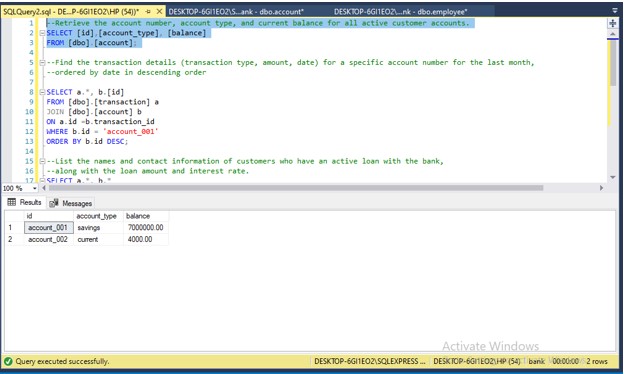 SQLQuery2.sql - DE...P-6GI1EO2\HP (54))* DESKTOP-6GI1EO2\S...ank - dbo.account* DESKTOP-6GI1EO2\...nk - dbo.employee*
1 --Retrieve the account number, account type, and current balance for all active customer accounts.
2 SELECT [id],[account_type], [balance]
3 FROM [dbo].[account];
4
5 --Find the transaction details (transaction type, amount, date) for a specific account number for the last month,
6 --ordered by date in descending order
7
8 SELECT a.*, b.[id]
9 FROM [dbo].[transaction] a
10 JOIN [dbo].[account] b
11 ON a.id =b.transaction_id
12 WHERE b.id = 'account_001'
13 ORDER BY b.id DESC;
14
15 --List the names and contact information of customers who have an active loan with the bank,
16 --along with the loan amount and interest rate.
17 SELECT a.*, b.*
100 %
Results Messages
id account_type balance
1 account_001 savings 7000000.00
2 account_002 current 4000.00
Activate Windows
Query executed successfully. DESKTOP-6GI1EO2\SQLEXPRESS ... DESKTOP-6GI1EO2\HP (54) bank 00:00:00 2 rows